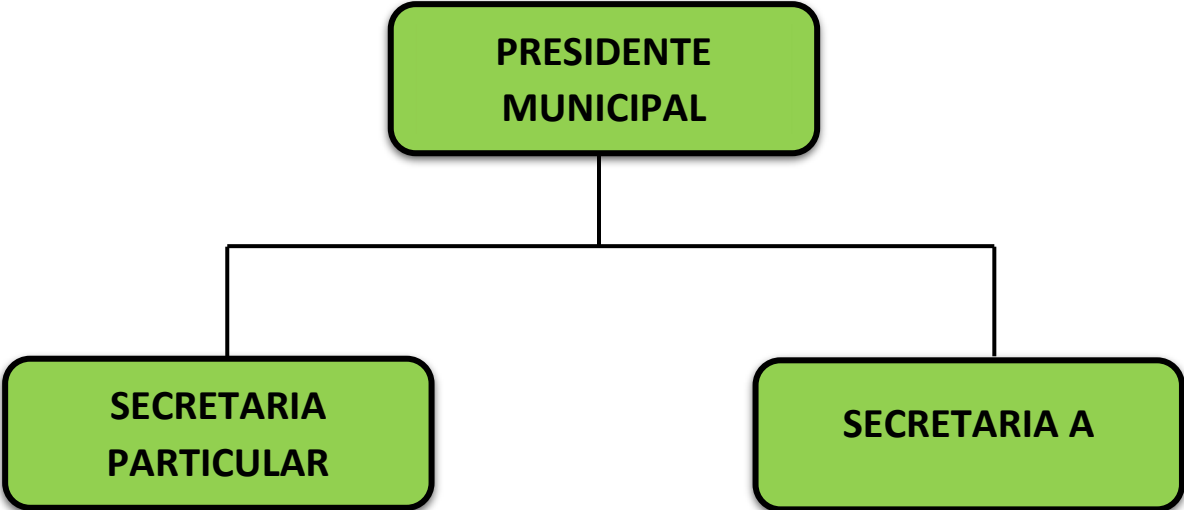 PRESIDENTE
MUNICIPAL
SECRETARIA
PARTICULAR
SECRETARIA A